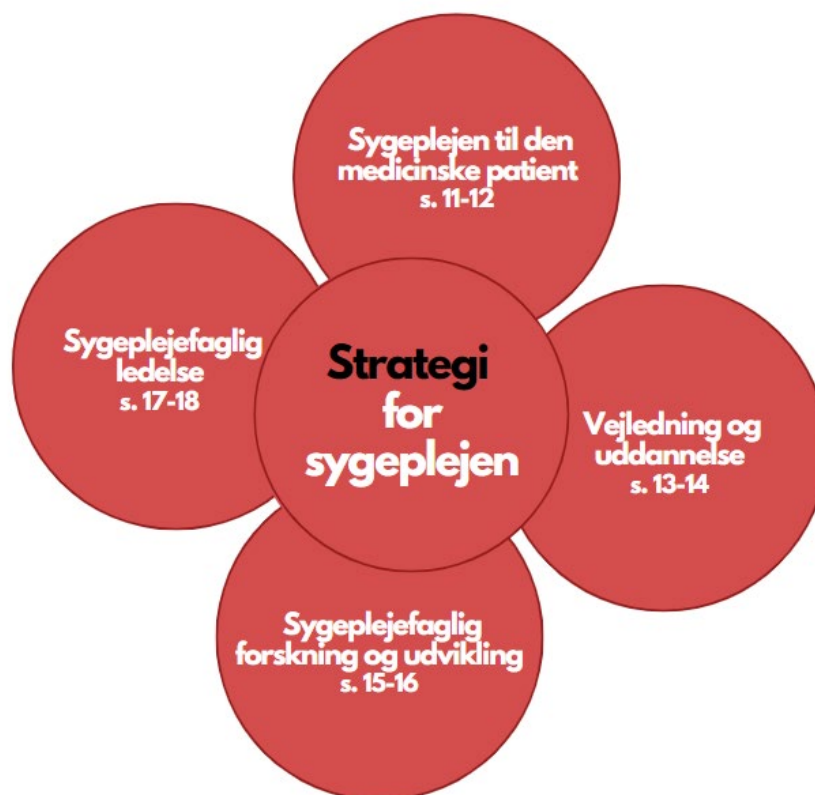 Sygeplejen til den
medicinske patient
s. 11-12
Sygeplejefaglig
ledelse
s. 17-18
Strategi
for
sygeplejen
Vejledning og
uddannelse
s. 13-14
Sygeplejefaglig
forskning og udvikling
s. 15-16